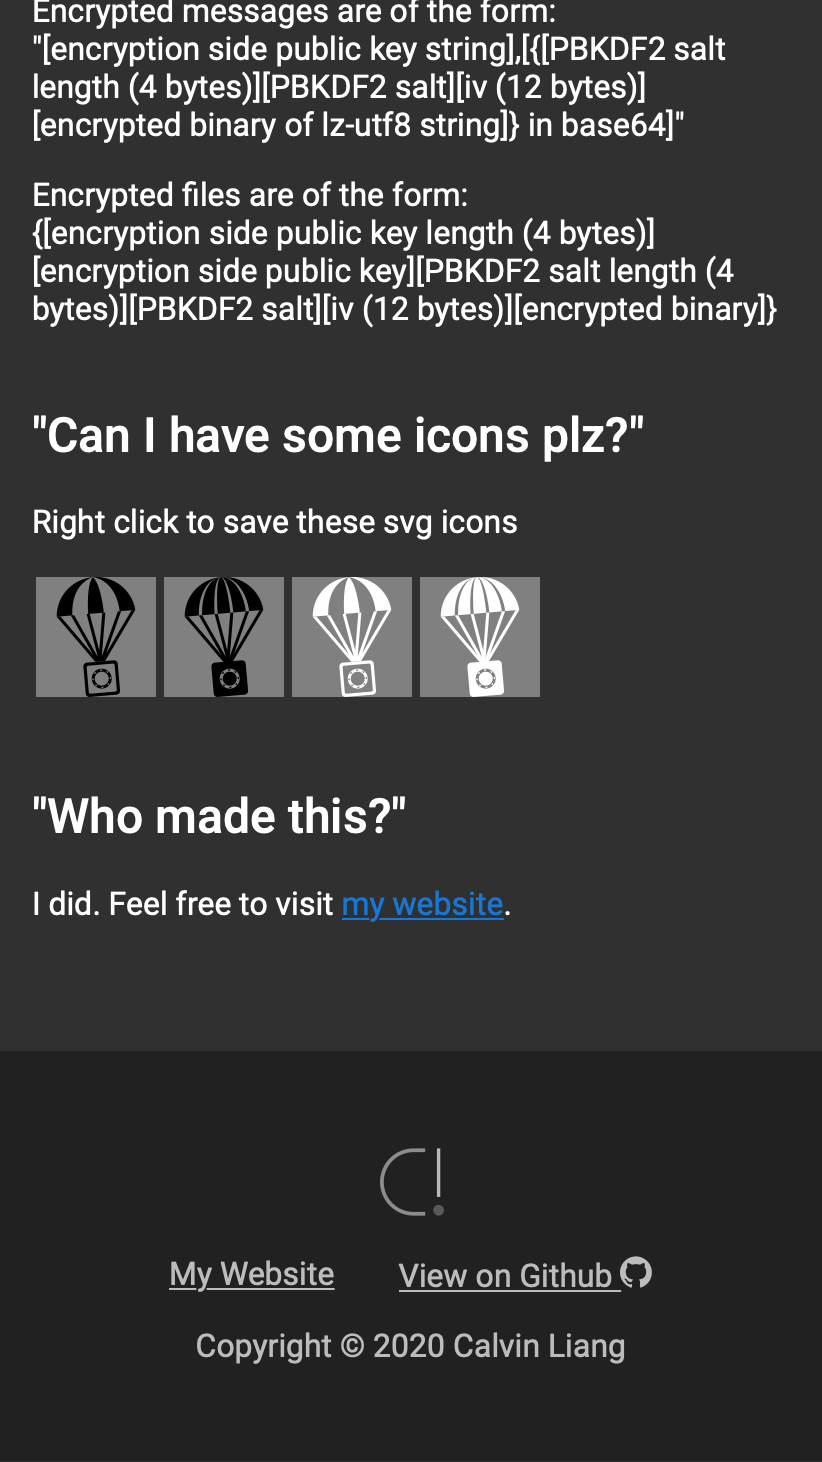 Encrypted messages are of the form:
"[encryption side public key string],[{[PBKDF2 salt
length (4 bytes)][PBKDF2 salt][iv (12 bytes)]
[encrypted binary of lz-utf8 string]} in base64]"
Encrypted files are of the form:
{[encryption side public key length (4 bytes)]
[encryption side public key][PBKDF2 salt length (4
bytes)][PBKDF2 salt][iv (12 bytes)][encrypted binary]}
"Can I have some icons plz?"
Right click to save these svg icons
"Who made this?"
I did. Feel free to visit my website.
C!
My Website View on Github
Copyright © 2020 Calvin Liang